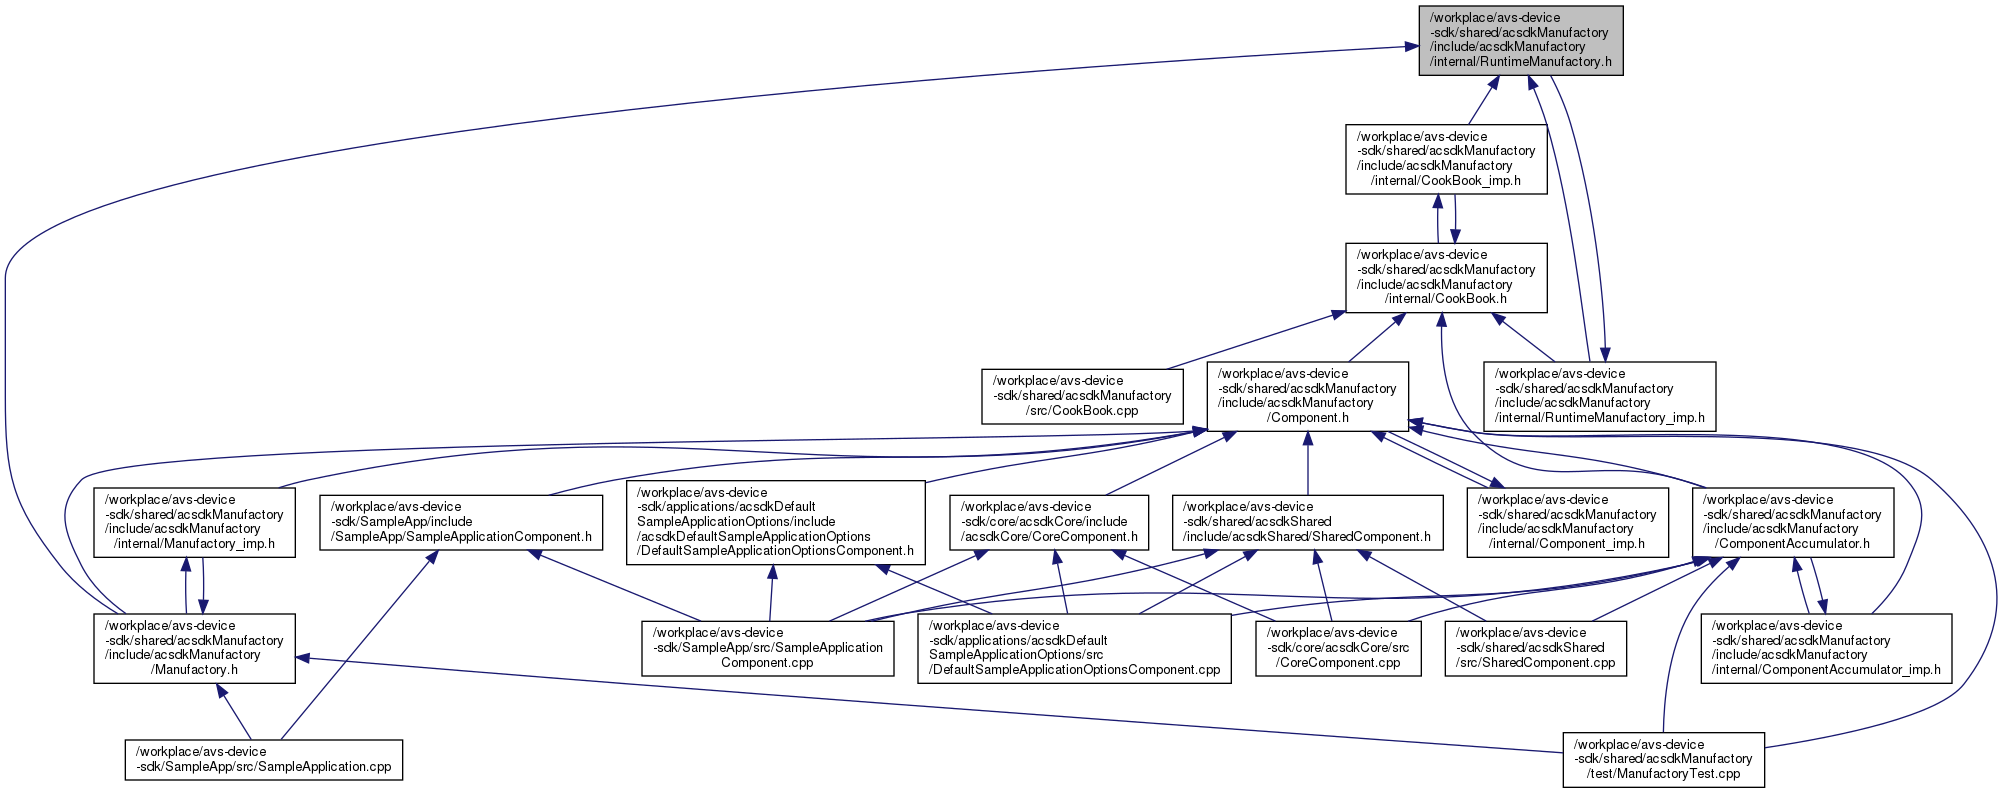 /workplace/avs-device
-sdk/shared/acsdkManufactory
/include/acsdkManufactory
/internal/RuntimeManufactory.h
/workplace/avs-device
-sdk/shared/acsdkManufactory
/include/acsdkManufactory
/internal/CookBook_imp.h
/workplace/avs-device
-sdk/shared/acsdkManufactory
/include/acsdkManufactory
/internal/CookBook.h
/workplace/avs-device
-sdk/shared/acsdkManufactory
/src/CookBook.cpp
/workplace/avs-device
-sdk/shared/acsdkManufactory
/include/acsdkManufactory
/Component.h
/workplace/avs-device
-sdk/shared/acsdkManufactory
/include/acsdkManufactory
/internal/RuntimeManufactory_imp.h
/workplace/avs-device
-sdk/shared/acsdkManufactory
/include/acsdkManufactory
/internal/Manufactory_imp.h
/workplace/avs-device
-sdk/SampleApp/include
/SampleApp/SampleApplicationComponent.h
/workplace/avs-device
-sdk/applications/acsdkDefault
SampleApplicationOptions/include
/acsdkDefaultSampleApplicationOptions
/DefaultSampleApplicationOptionsComponent.h
/workplace/avs-device
-sdk/core/acsdkCore/include
/acsdkCore/CoreComponent.h
/workplace/avs-device
-sdk/shared/acsdkShared
/include/acsdkShared/SharedComponent.h
/workplace/avs-device
-sdk/shared/acsdkManufactory
/include/acsdkManufactory
/internal/Component_imp.h
/workplace/avs-device
-sdk/shared/acsdkManufactory
/include/acsdkManufactory
/ComponentAccumulator.h
/workplace/avs-device
-sdk/shared/acsdkManufactory
/include/acsdkManufactory
/Manufactory.h
/workplace/avs-device
-sdk/SampleApp/src/SampleApplication
Component.cpp
/workplace/avs-device
-sdk/applications/acsdkDefault
SampleApplicationOptions/src
/DefaultSampleApplicationOptionsComponent.cpp
/workplace/avs-device
-sdk/core/acsdkCore/src
/CoreComponent.cpp
/workplace/avs-device
-sdk/shared/acsdkShared
/src/SharedComponent.cpp
/workplace/avs-device
-sdk/shared/acsdkManufactory
/include/acsdkManufactory
/internal/ComponentAccumulator_imp.h
/workplace/avs-device
-sdk/SampleApp/src/SampleApplication.cpp
/workplace/avs-device
-sdk/shared/acsdkManufactory
/test/ManufactoryTest.cpp